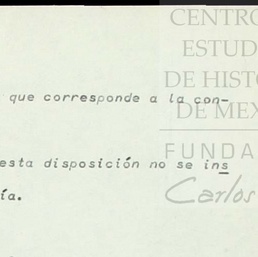 CENTRO
ESTUD
DE HISTO
DE MEX
FUNDA
Carlos
que corresponde a la con-
esta disposición no se ins
ía.